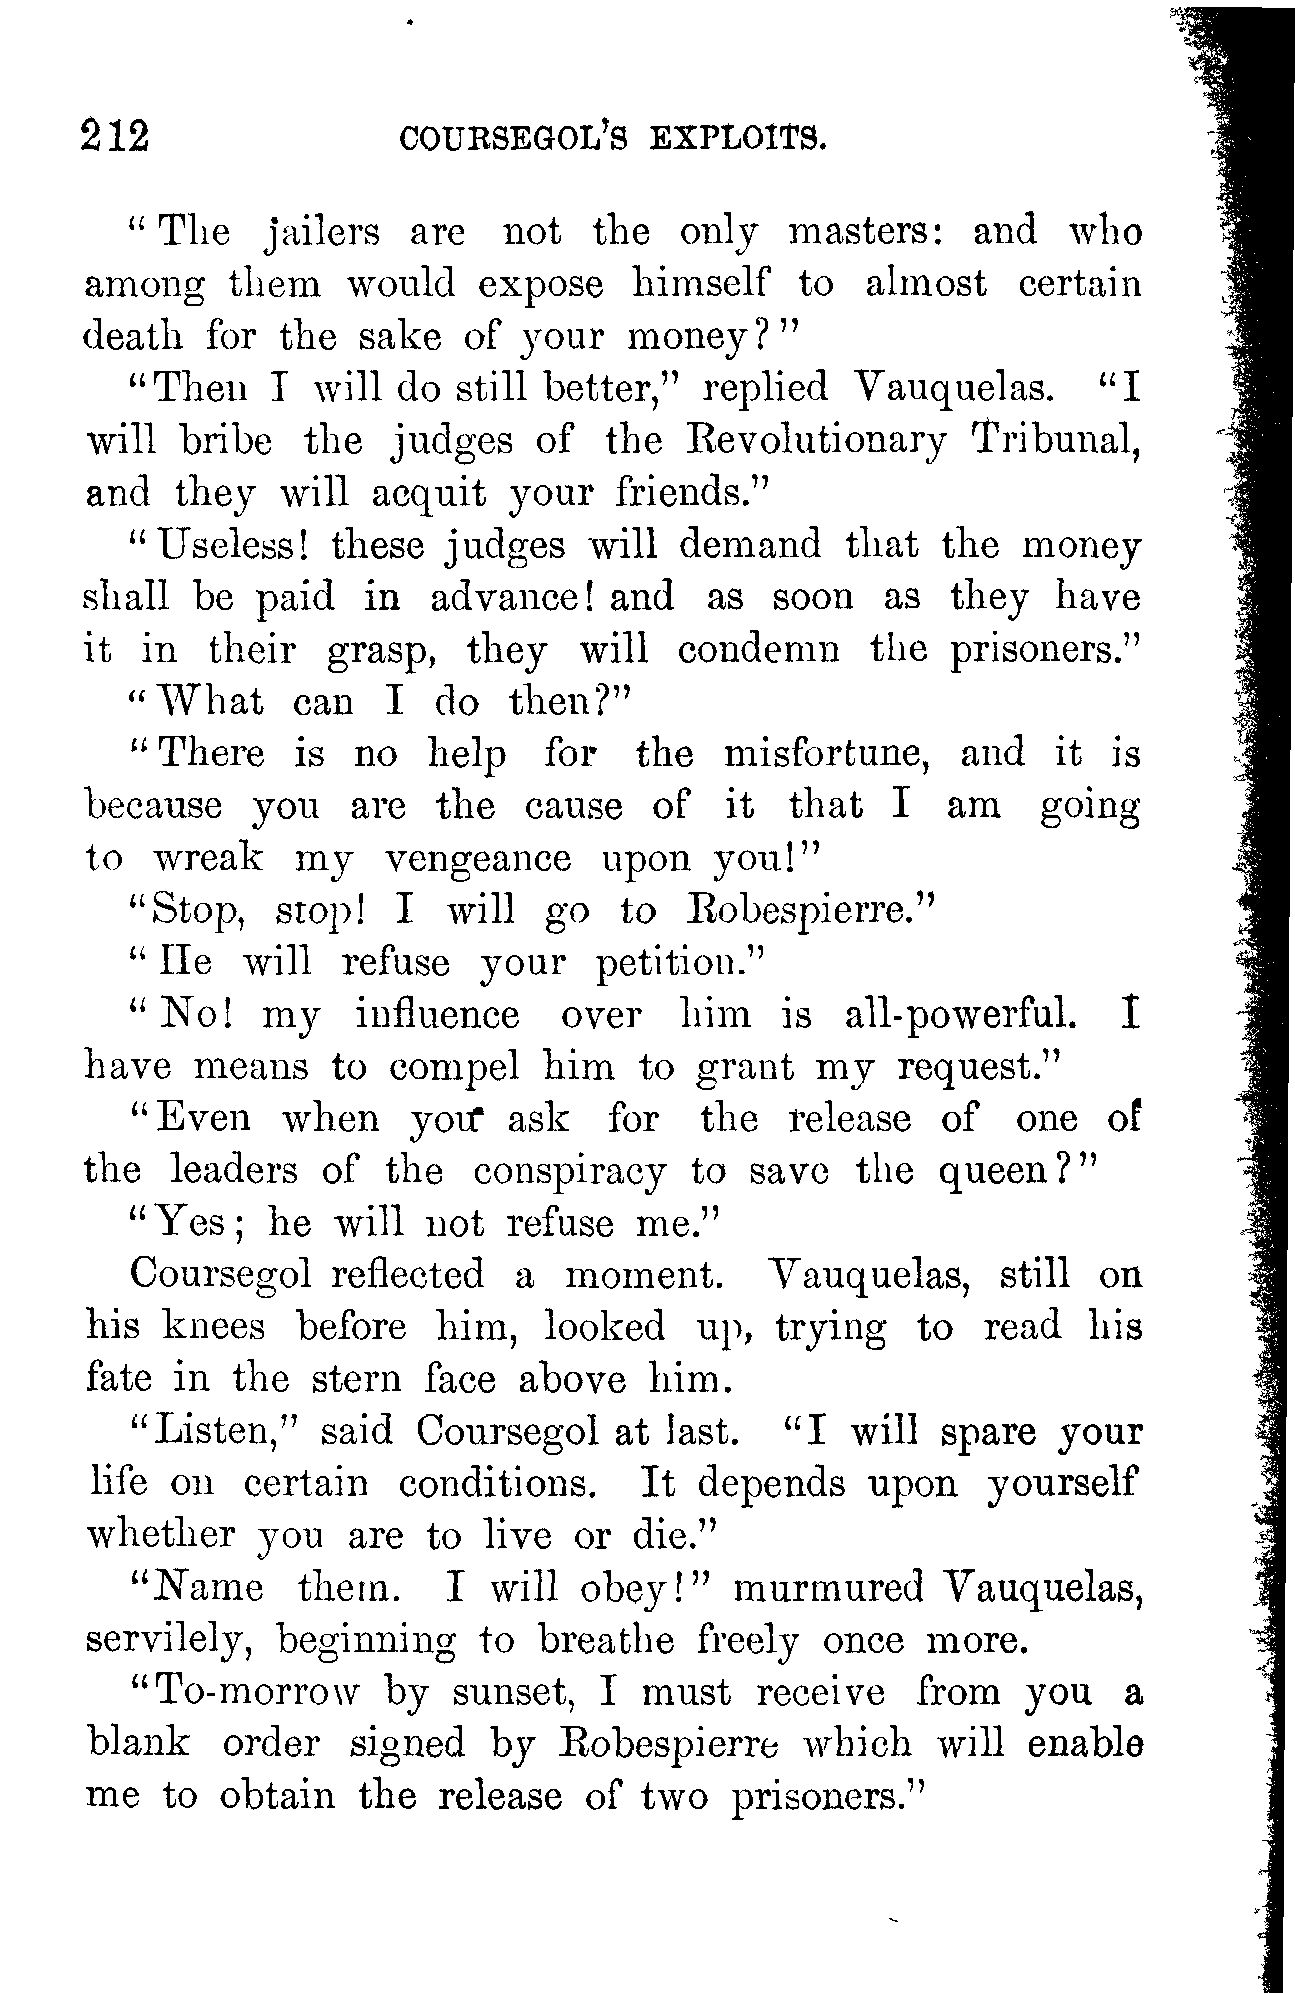 212 COURSEGOL'S EXPLOITS.
"The jailers are not the only masters: and who
among them would expose himself to almost certain
death for the sake of your money?"
"Then I will do still better," replied Vauquelas. "I
will bribe the judges of the Revolutionary Tribunal,
and they will acquit your friends."
"Useless! these judges will demand that the money
shall be paid in advance! and as soon as they have
it in their grasp, they will condemn the prisoners."
"What can I do then?"
"There is no help for the misfortune, and it is
because you are the cause of it that I am going
to wreak my vengeance upon you!"
"Stop, stop! I will go to Robespierre."
"He will refuse your petition."
"No! my influence over him is all-powerful. I
have means to compel him to grant my request."
"Even when you ask for the release of one of
the leaders of the conspiracy to save the queen?"
"Yes; he will not refuse me."
Coursegol reflected a moment. Vauquelas, still on
his knees before him, looked up, trying to read his
fate in the stern face above him.
"Listen," said Coursegol at last. "I will spare your
life on certain conditions. It depends upon yourself
whether you are to live or die."
"Name them. I will obey!" murmured Vauquelas,
servilely, beginning to breathe freely once more.
"To-morrow by sunset, I must receive from you a
blank order signed by Robespierre which will enable
me to obtain the release of two prisoners."